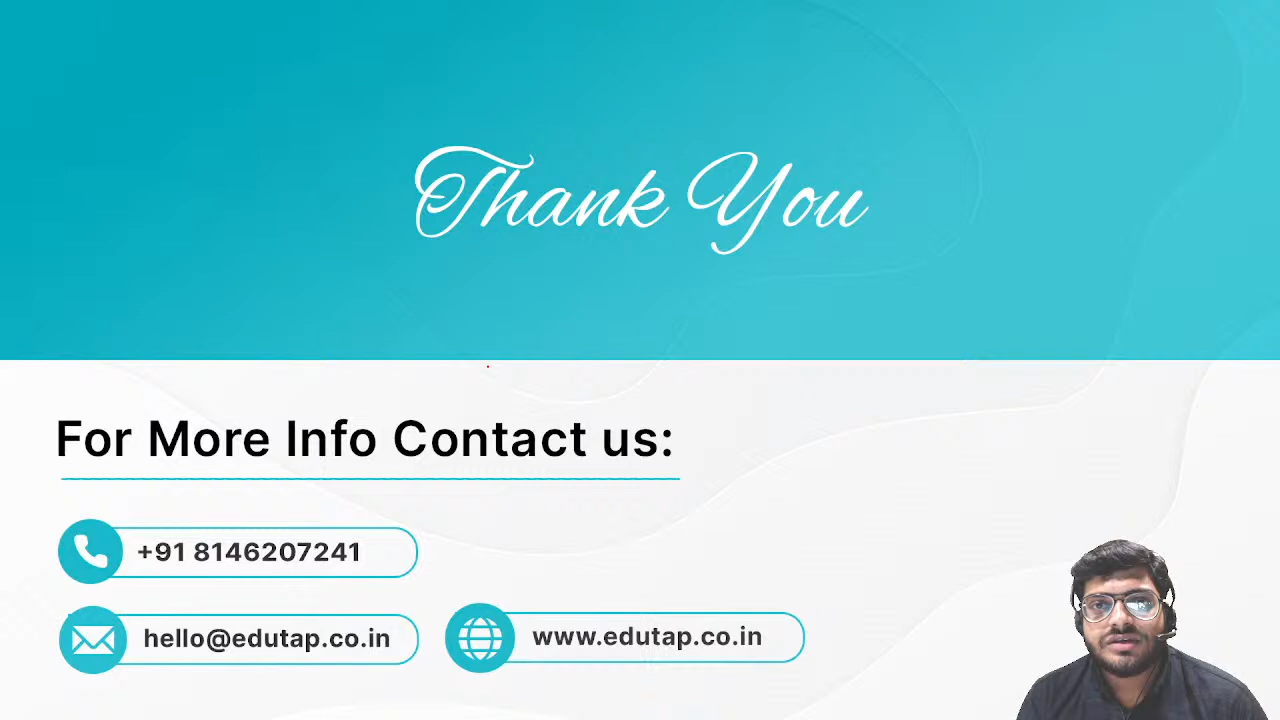 Thank You
For More Info Contact us:
+91 8146207241
hello@edutap.co.in
www.edutap.co.in